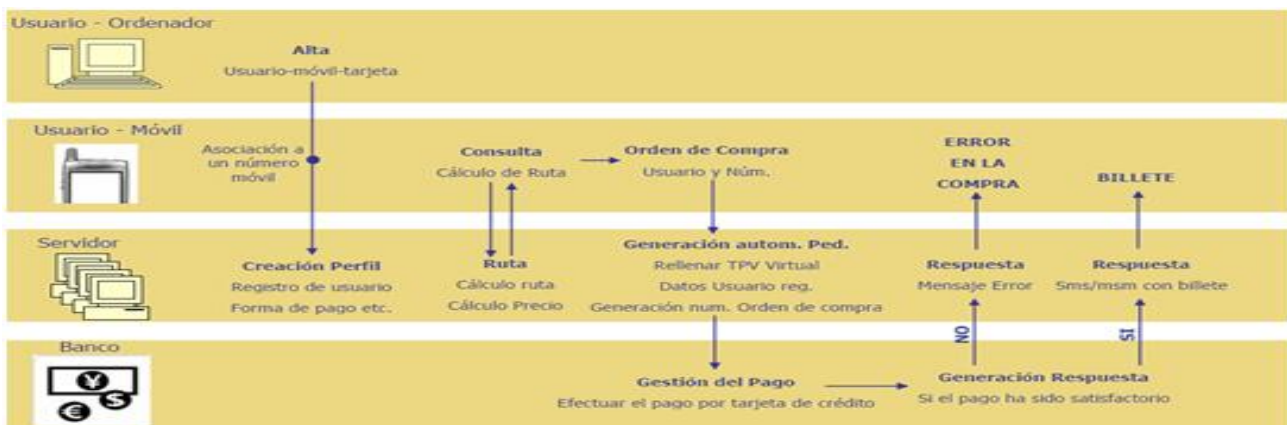 Usuario - Ordenador
Alta
Usuario-móvil-tarjeta
Usuario - Móvil
Asociación a
un número
móvil
Consulta
Cálculo de Ruta
Orden de Compra
Usuario y Núm.
ERROR
EN LA
COMPRA
BILLETE
Servidor
Creación Perfil
Registro de usuario
Forma de pago etc.
Ruta
Cálculo ruta
Cálculo Precio
Generación autom. Ped.
Rellenar TPV Virtual
Datos Usuario reg.
Generación num. Orden de compra
Respuesta
Mensaje Error
Respuesta
Sms/msm con billete
NO
SI
Banco
¥
$
€
Gestión del Pago
Efectuar el pago por tarjeta de crédito
Generación Respuesta
Si el pago ha sido satisfactorio